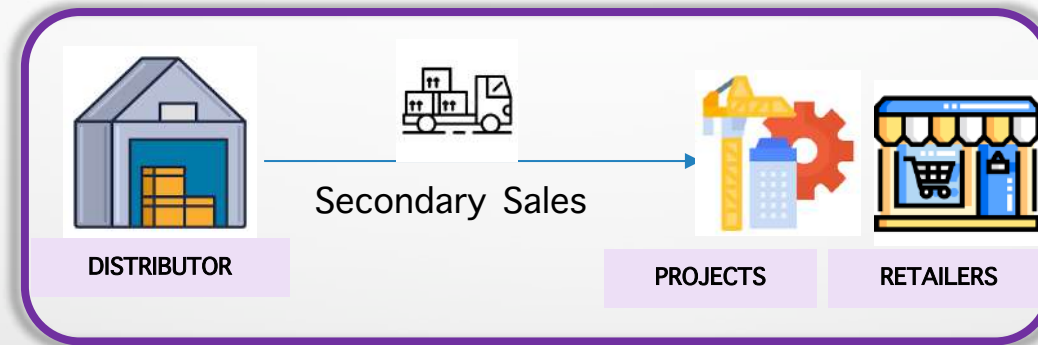 Secondary Sales
DISTRIBUTOR
PROJECTS
RETAILERS